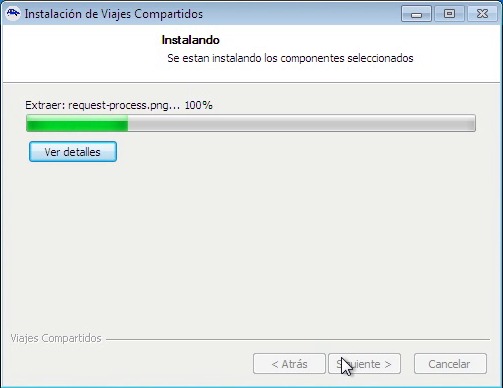 Instalación de Viajes Compartidos
Instalando
Se estan instalando los componentes seleccionados
Extraer: request-process.png... 100%
Ver detalles
Viajes Compartidos
< Atrás
Siguiente >
Cancelar